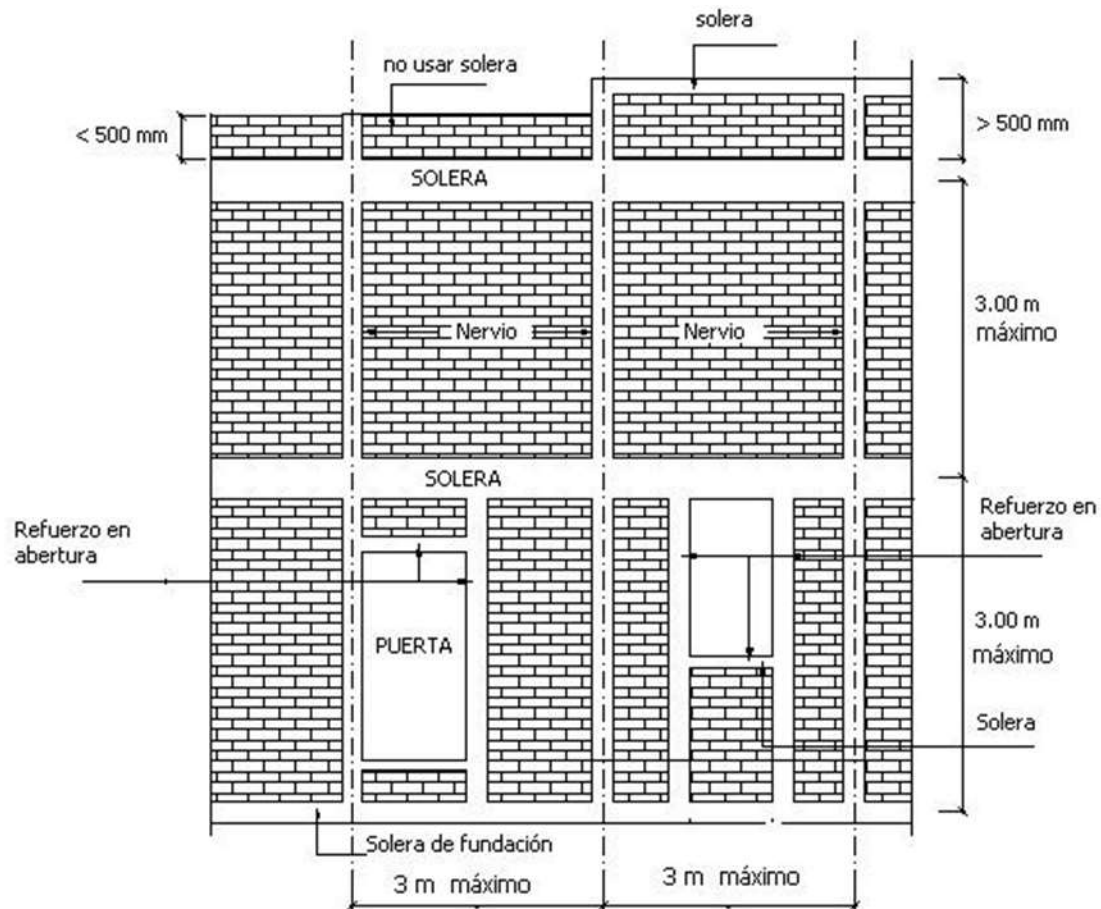 solera
no usar solera
< 500 mm
> 500 mm
SOLERA
Nervio
Nervio
3.00 m
máximo
SOLERA
Refuerzo en
abertura
Refuerzo en
abertura
PUERTA
3.00 m
máximo
Solera
Solera de fundación
3 m máximo
3 m máximo